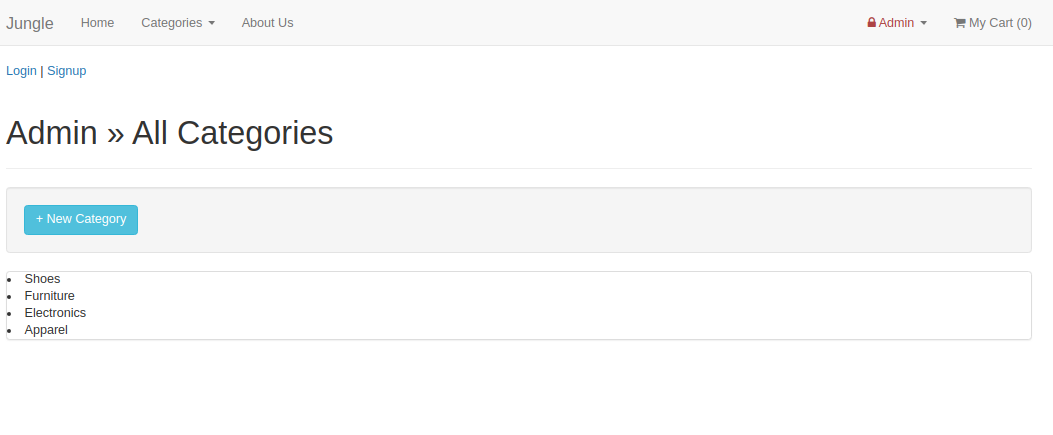 Jungle Home Categories About Us Admin My Cart (0)
Login | Signup
Admin » All Categories
+ New Category
Shoes
Furniture
Electronics
Apparel